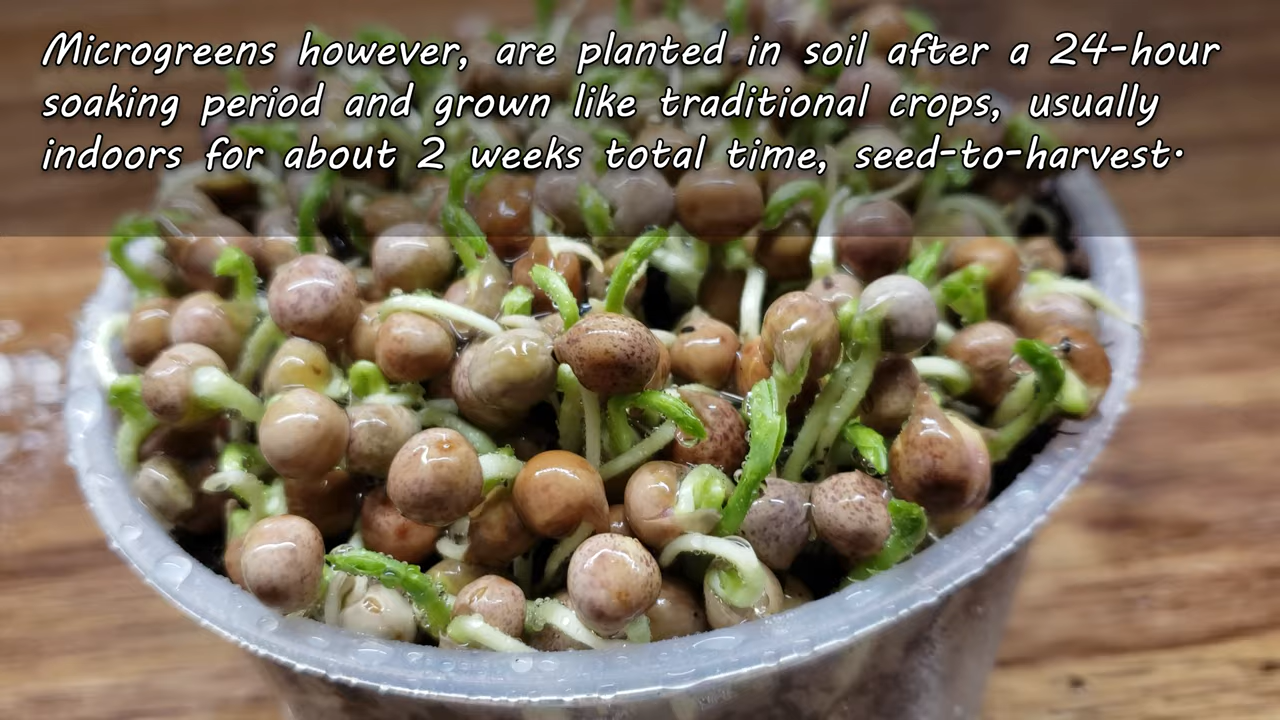 Microgreens however, are planted in soil after a 24-hour
soaking period and grown like traditional crops, usually
indoors for about 2 weeks total time, seed-to-harvest.